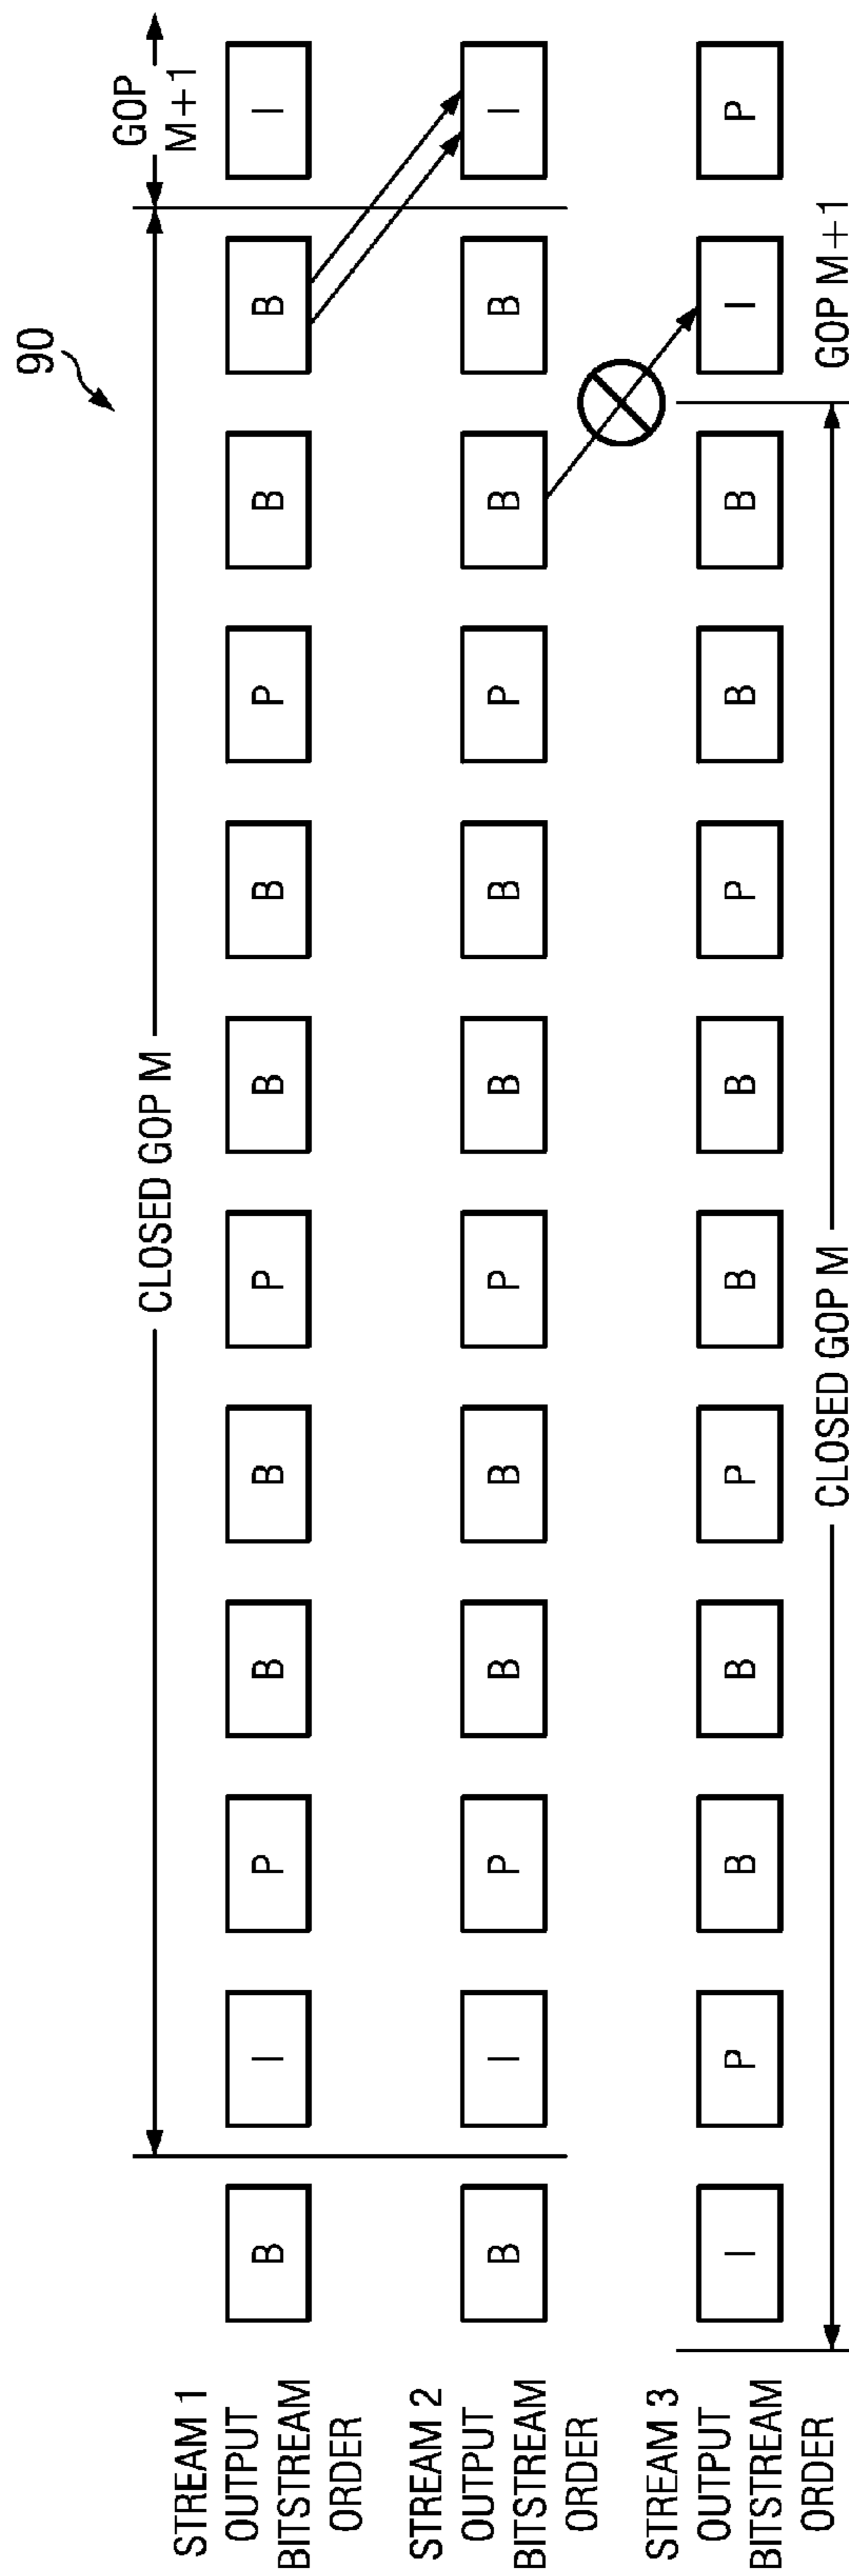 90
CLOSED GOP M
GOP
M+1
STREAM 1
OUTPUT
BITSTREAM
ORDER
B I P B B P B B P B B I
STREAM 2
OUTPUT
BITSTREAM
ORDER
B I P B B P B B P B B I
STREAM 3
OUTPUT
BITSTREAM
ORDER
I P B B P B B P B B I P
CLOSED GOP M
GOP M+1